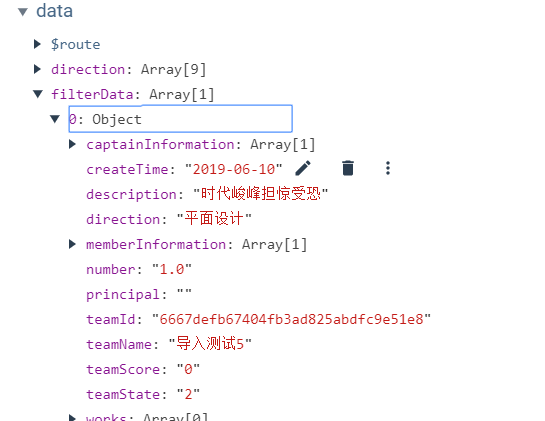 data
$route
direction: Array[9]
filterData: Array[1]
0: Object
captainInformation: Array[1]
createTime: "2019-06-10"
description: "时代峻峰担惊受恐"
direction: "平面设计"
memberInformation: Array[1]
number: "1.0"
principal: ""
teamId: "6667defb67404fb3ad825abdfc9e51e8"
teamName: "导入测试5"
teamScore: "0"
teamState: "2"
works: Array[0]